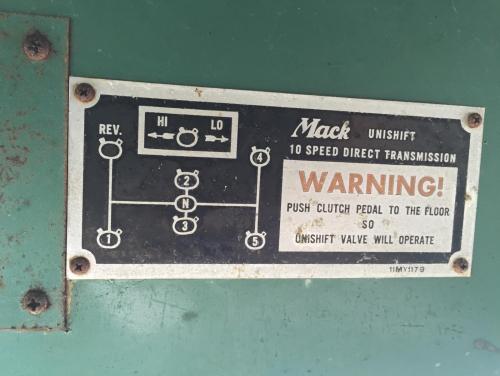 HI LO
REV.
4
2
N
3
1 5
Mack UNISHIFT
10 SPEED DIRECT TRANSMISSION
WARNING!
PUSH CLUTCH PEDAL TO THE FLOOR
SO
UNISHIFT VALVE WILL OPERATE
11MY1179